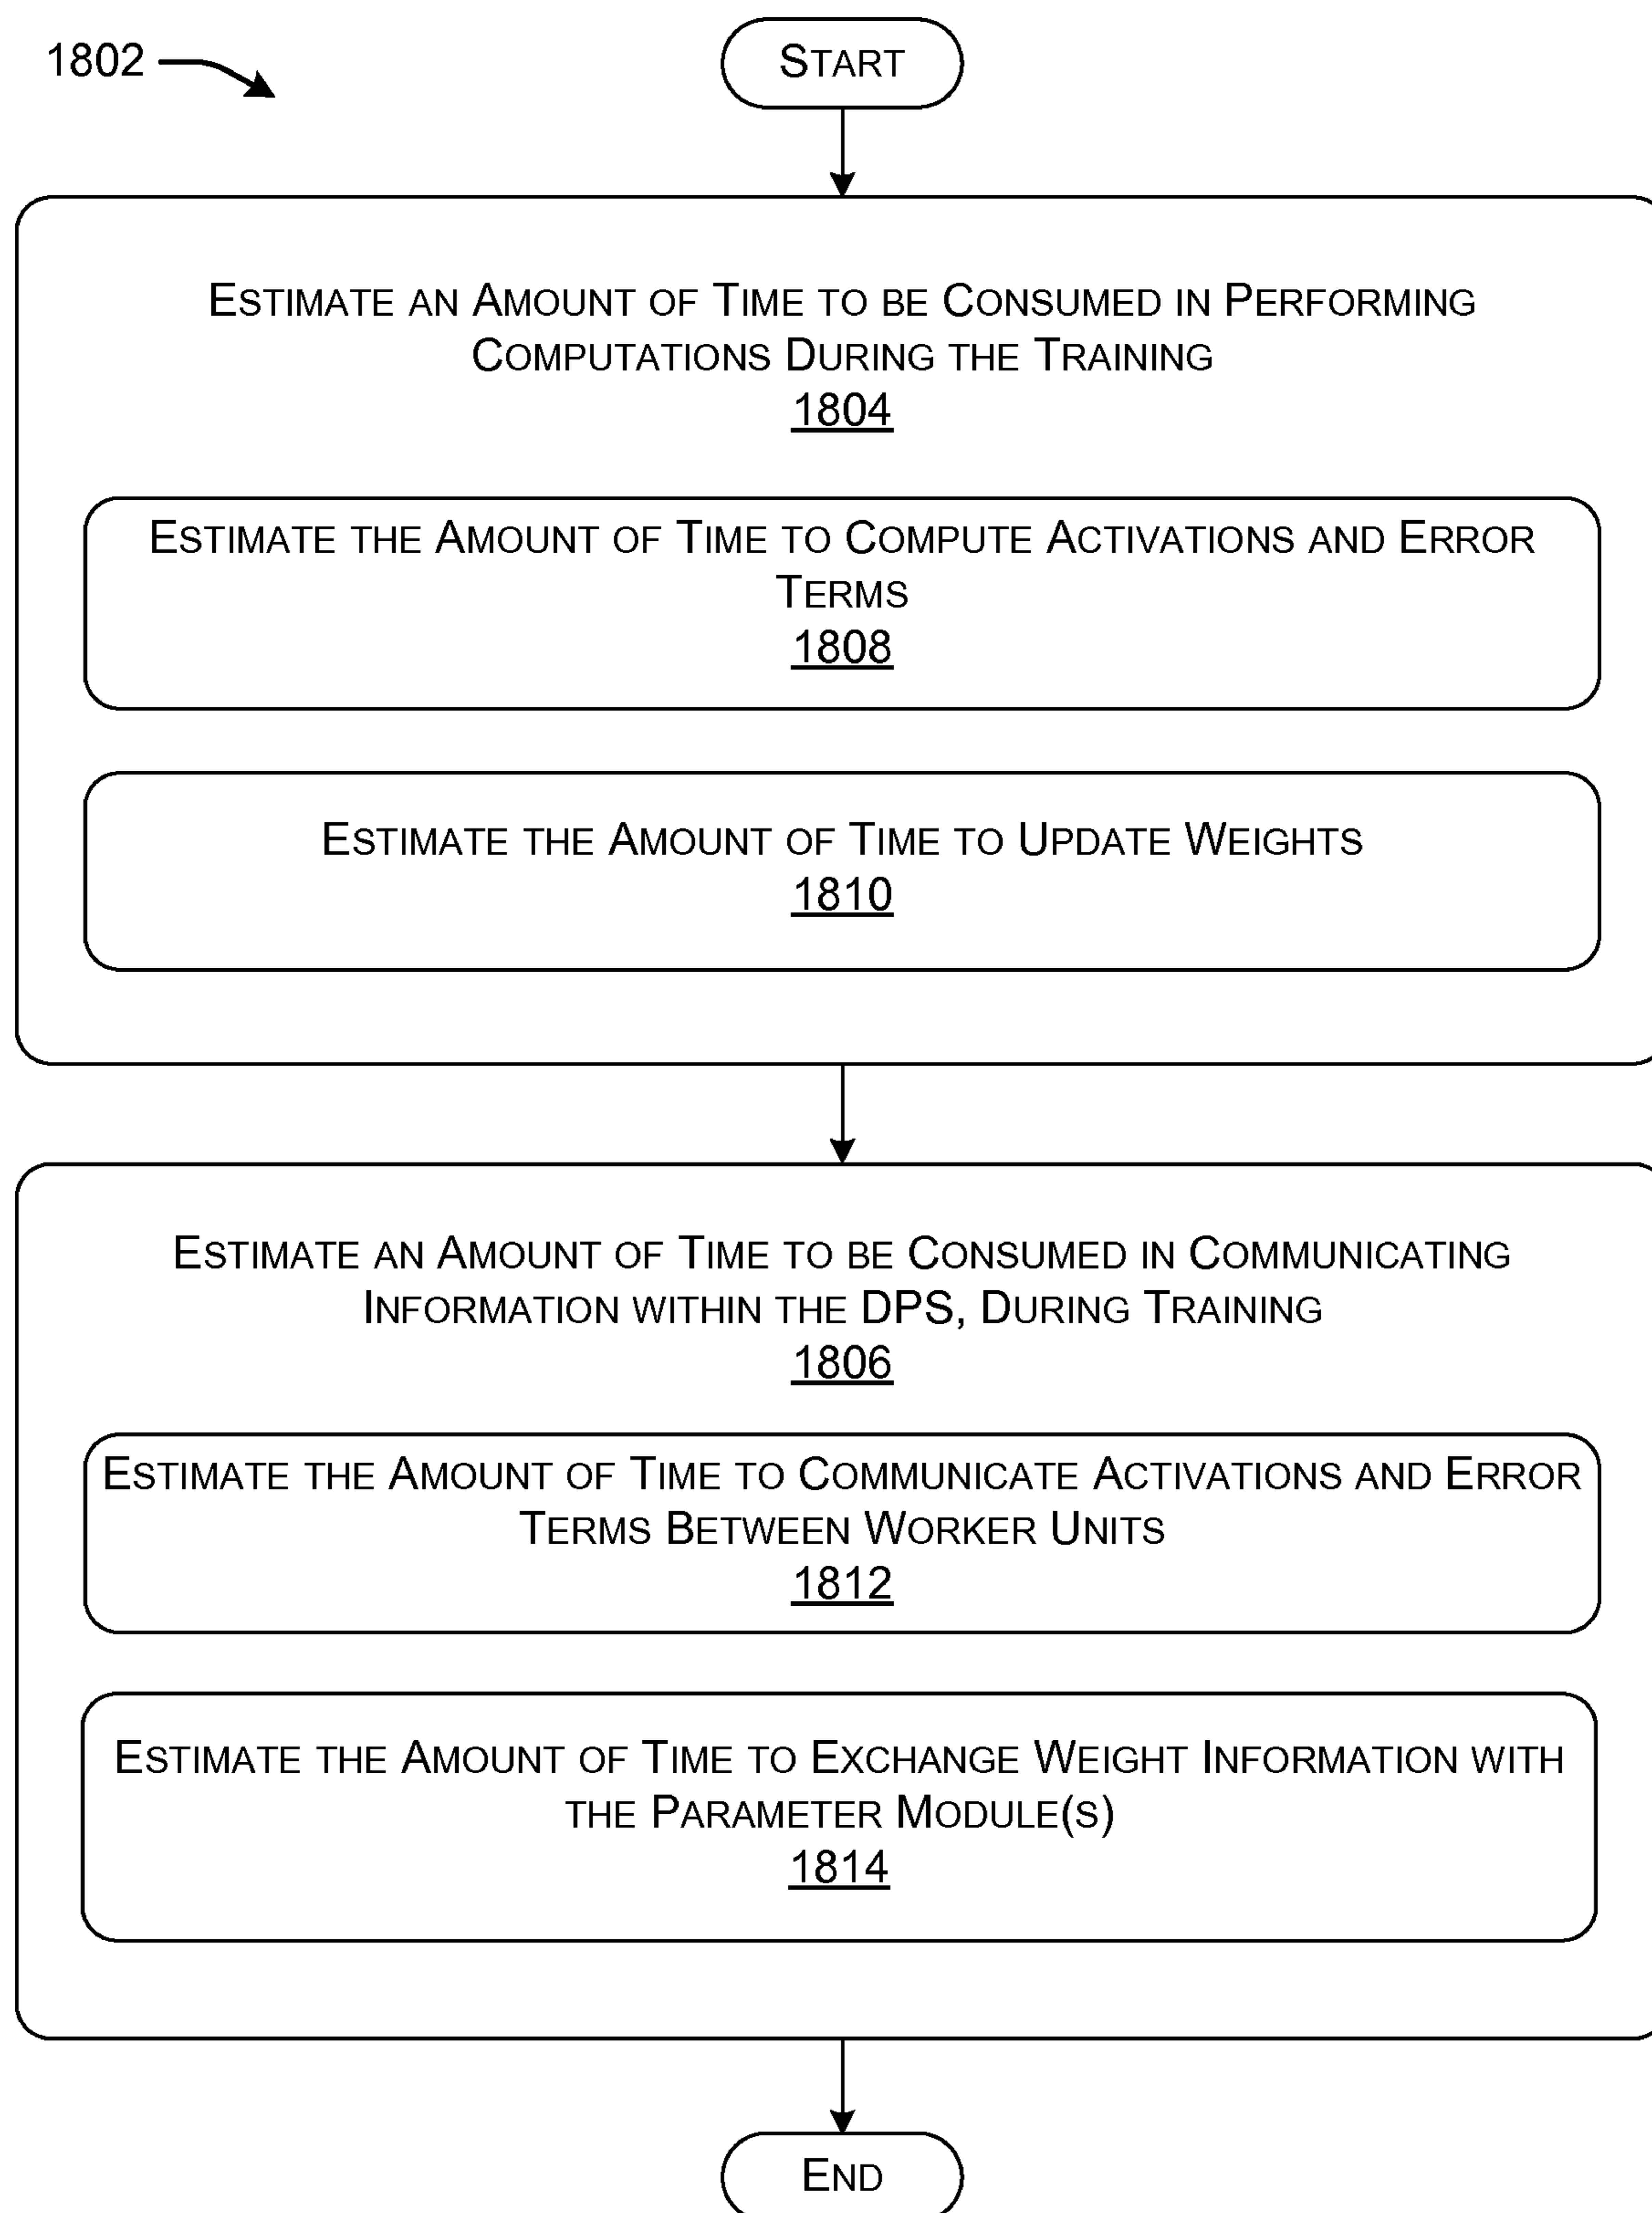 1802
START
ESTIMATE AN AMOUNT OF TIME TO BE CONSUMED IN PERFORMING
COMPUTATIONS DURING THE TRAINING
1804
ESTIMATE THE AMOUNT OF TIME TO COMPUTE ACTIVATIONS AND ERROR
TERMS
1808
ESTIMATE THE AMOUNT OF TIME TO UPDATE WEIGHTS
1810
ESTIMATE AN AMOUNT OF TIME TO BE CONSUMED IN COMMUNICATING
INFORMATION WITHIN THE DPS, DURING TRAINING
1806
ESTIMATE THE AMOUNT OF TIME TO COMMUNICATE ACTIVATIONS AND ERROR
TERMS BETWEEN WORKER UNITS
1812
ESTIMATE THE AMOUNT OF TIME TO EXCHANGE WEIGHT INFORMATION WITH
THE PARAMETER MODULE(S)
1814
END